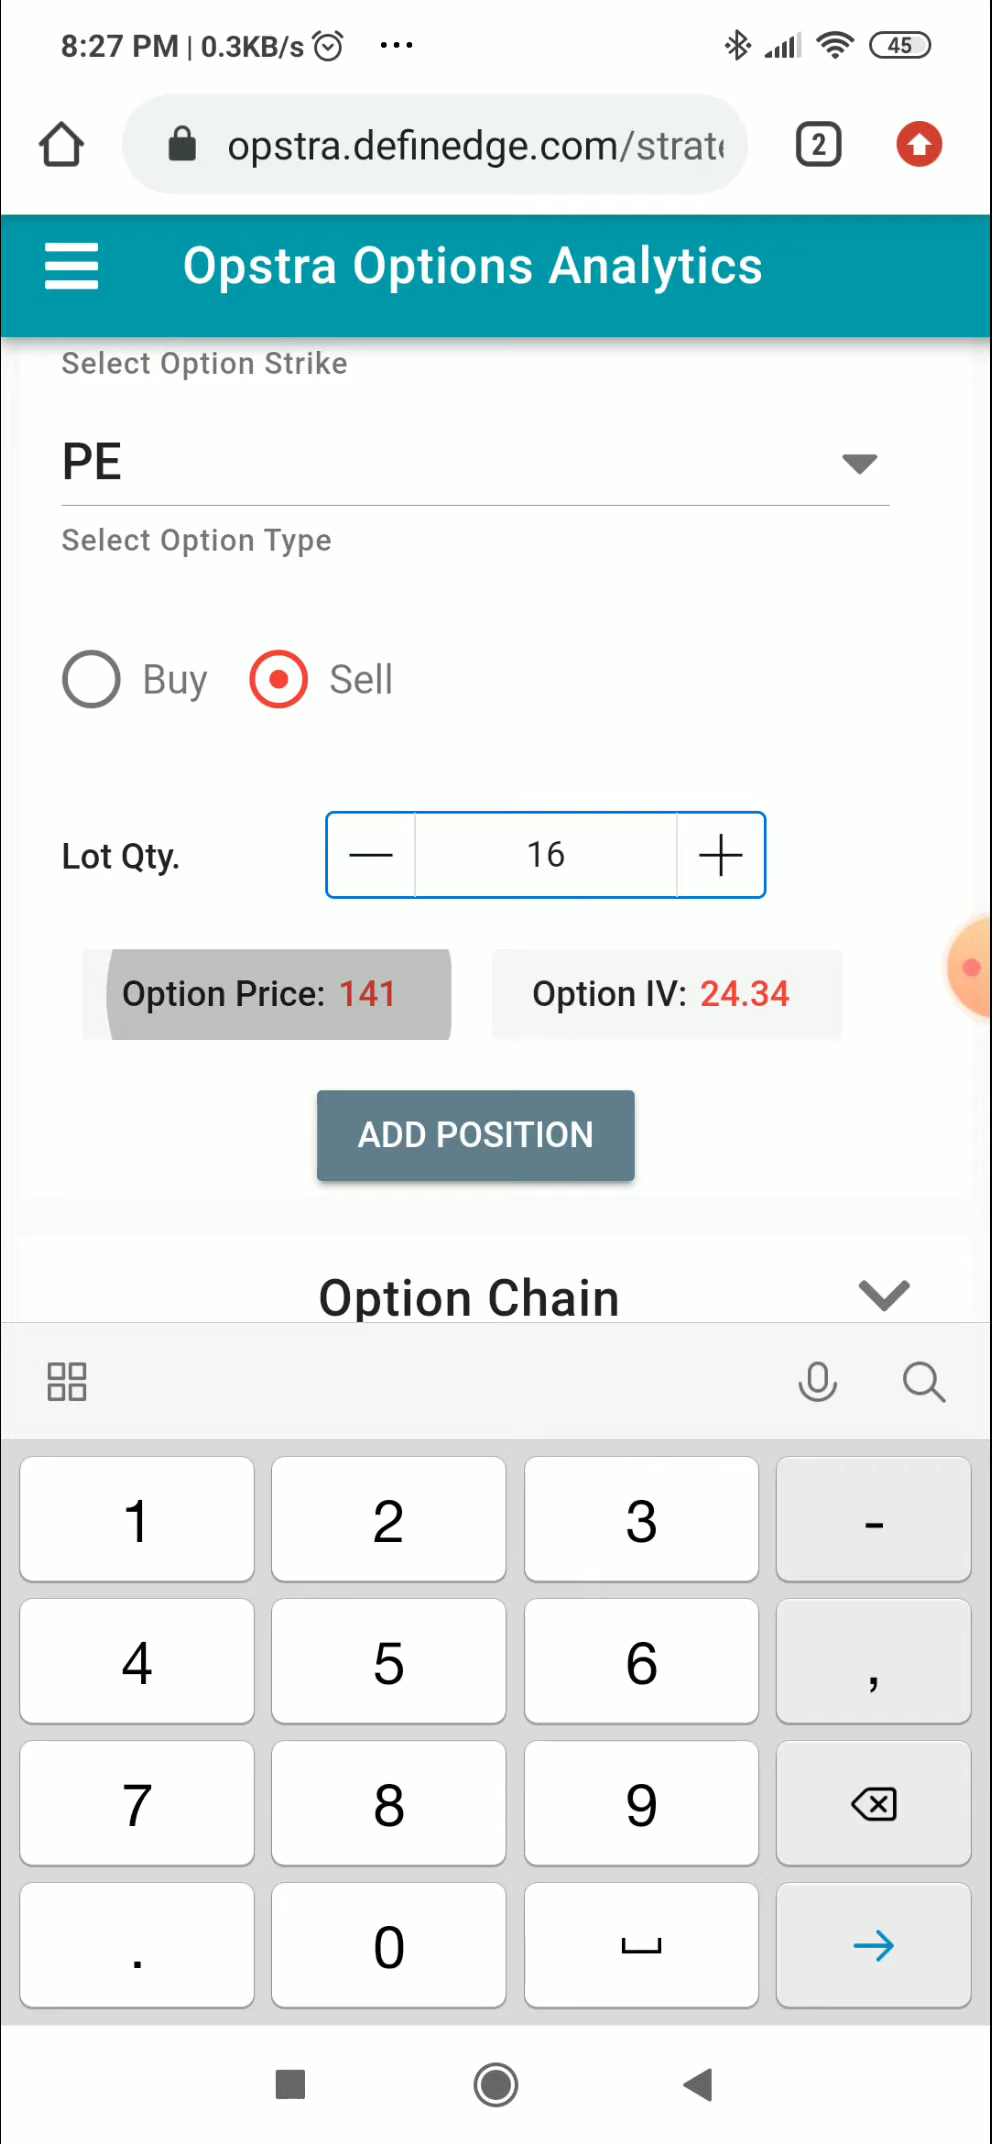 8:27 PM | 0.3KB/s ... 45
opstra.definedge.com/strate 2
Opstra Options Analytics
Select Option Strike
PE
Select Option Type
Buy Sell
Lot Qty. — 16 +
Option Price: 141 Option IV: 24.34
ADD POSITION
Option Chain
1 2 3 -
4 5 6 ,
7 8 9
. 0